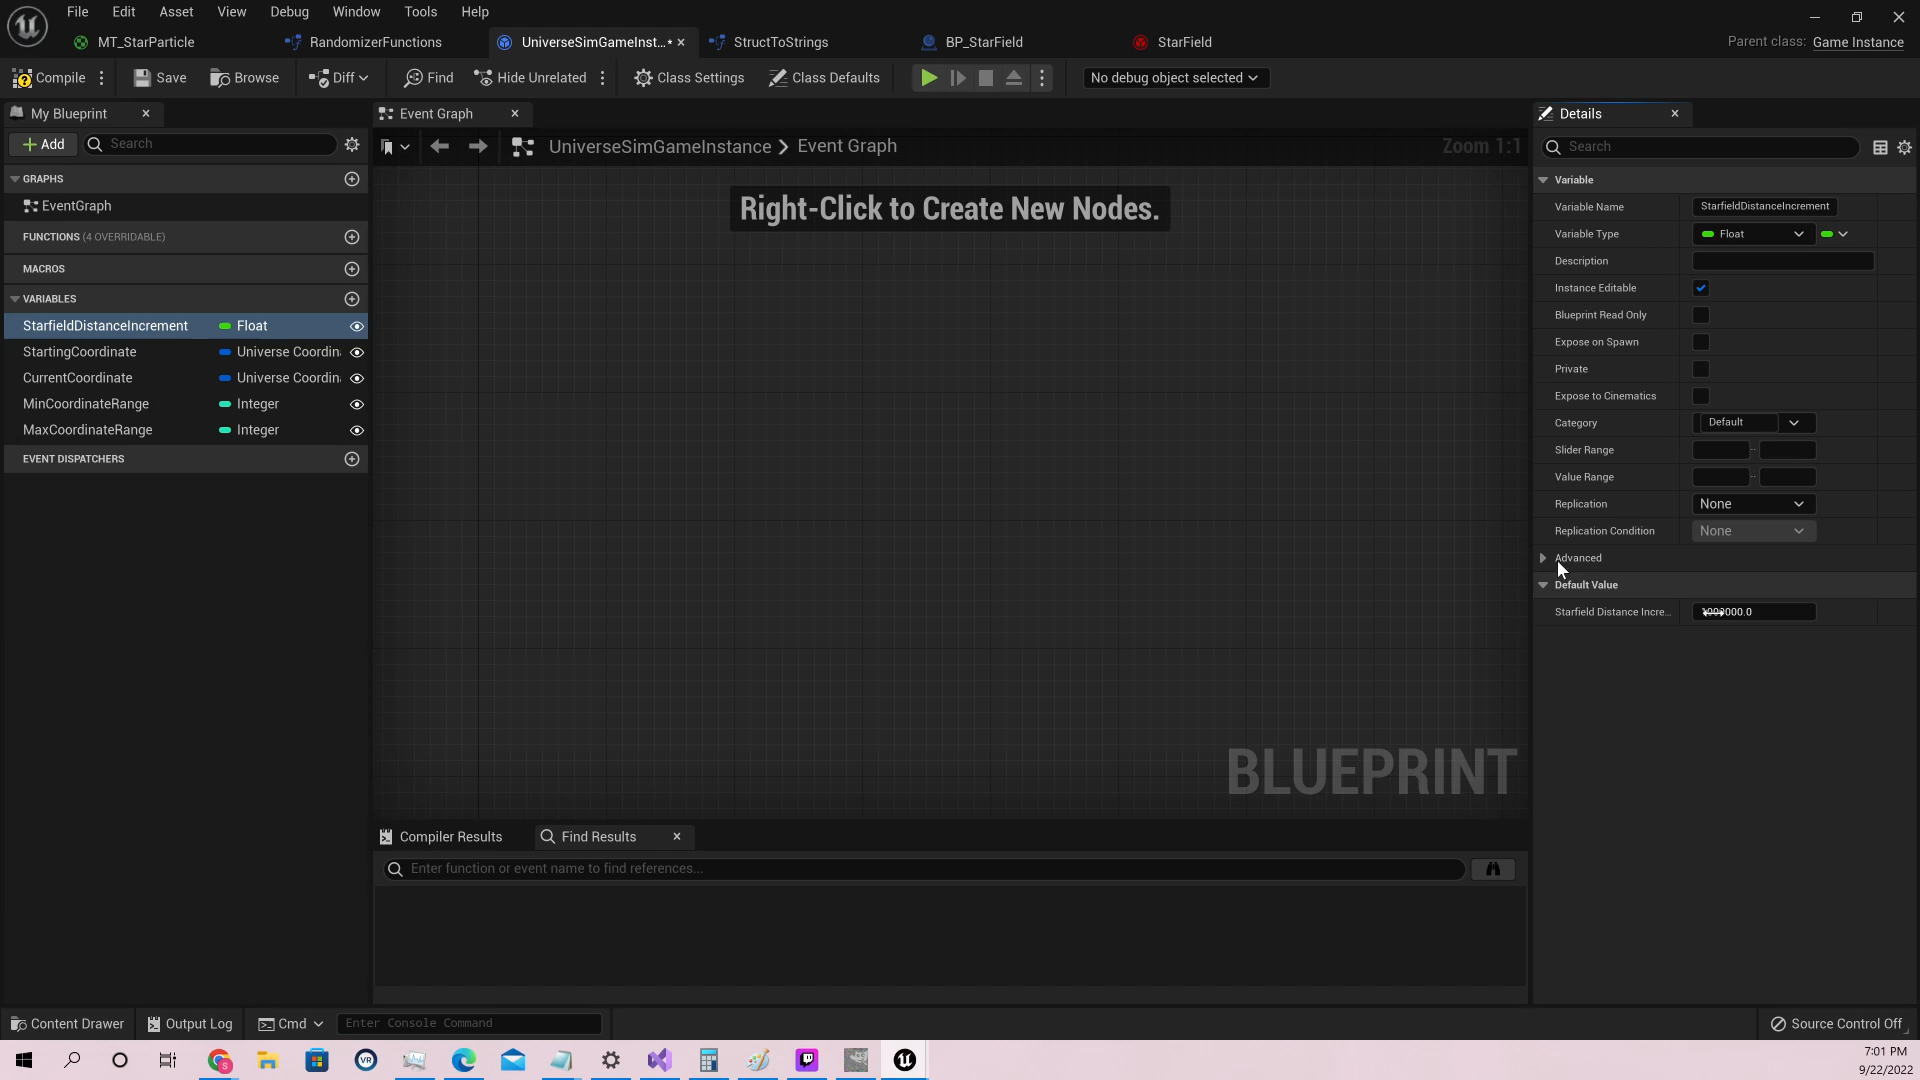 File Edit Asset View Debug Window Tools Help
MT_StarParticle RandomizerFunctions UniverseSimGameInst...* StructToStrings BP_StarField StarField
Parent class: Game Instance
Compile Save Browse Diff Find Hide Unrelated Class Settings Class Defaults No debug object selected
My Blueprint
Add Search
GRAPHS
EventGraph
FUNCTIONS (4 OVERRIDABLE)
MACROS
VARIABLES
StarfieldDistanceIncrement Float
StartingCoordinate Universe Coordin
CurrentCoordinate Universe Coordin
MinCoordinateRange Integer
MaxCoordinateRange Integer
EVENT DISPATCHERS
Event Graph
UniverseSimGameInstance > Event Graph
Zoom 1:1
Right-Click to Create New Nodes.
BLUEPRINT
Compiler Results Find Results
Enter function or event name to find references...
Details
Search
Variable
Variable Name StarfieldDistanceIncrement
Variable Type Float
Description
Instance Editable
Blueprint Read Only
Expose on Spawn
Private
Expose to Cinematics
Category Default
Slider Range
Value Range
Replication None
Replication Condition None
Advanced
Default Value
Starfield Distance Incre...
Content Drawer Output Log Cmd Enter Console Command
Source Control Off
7:01 PM
9/22/2022